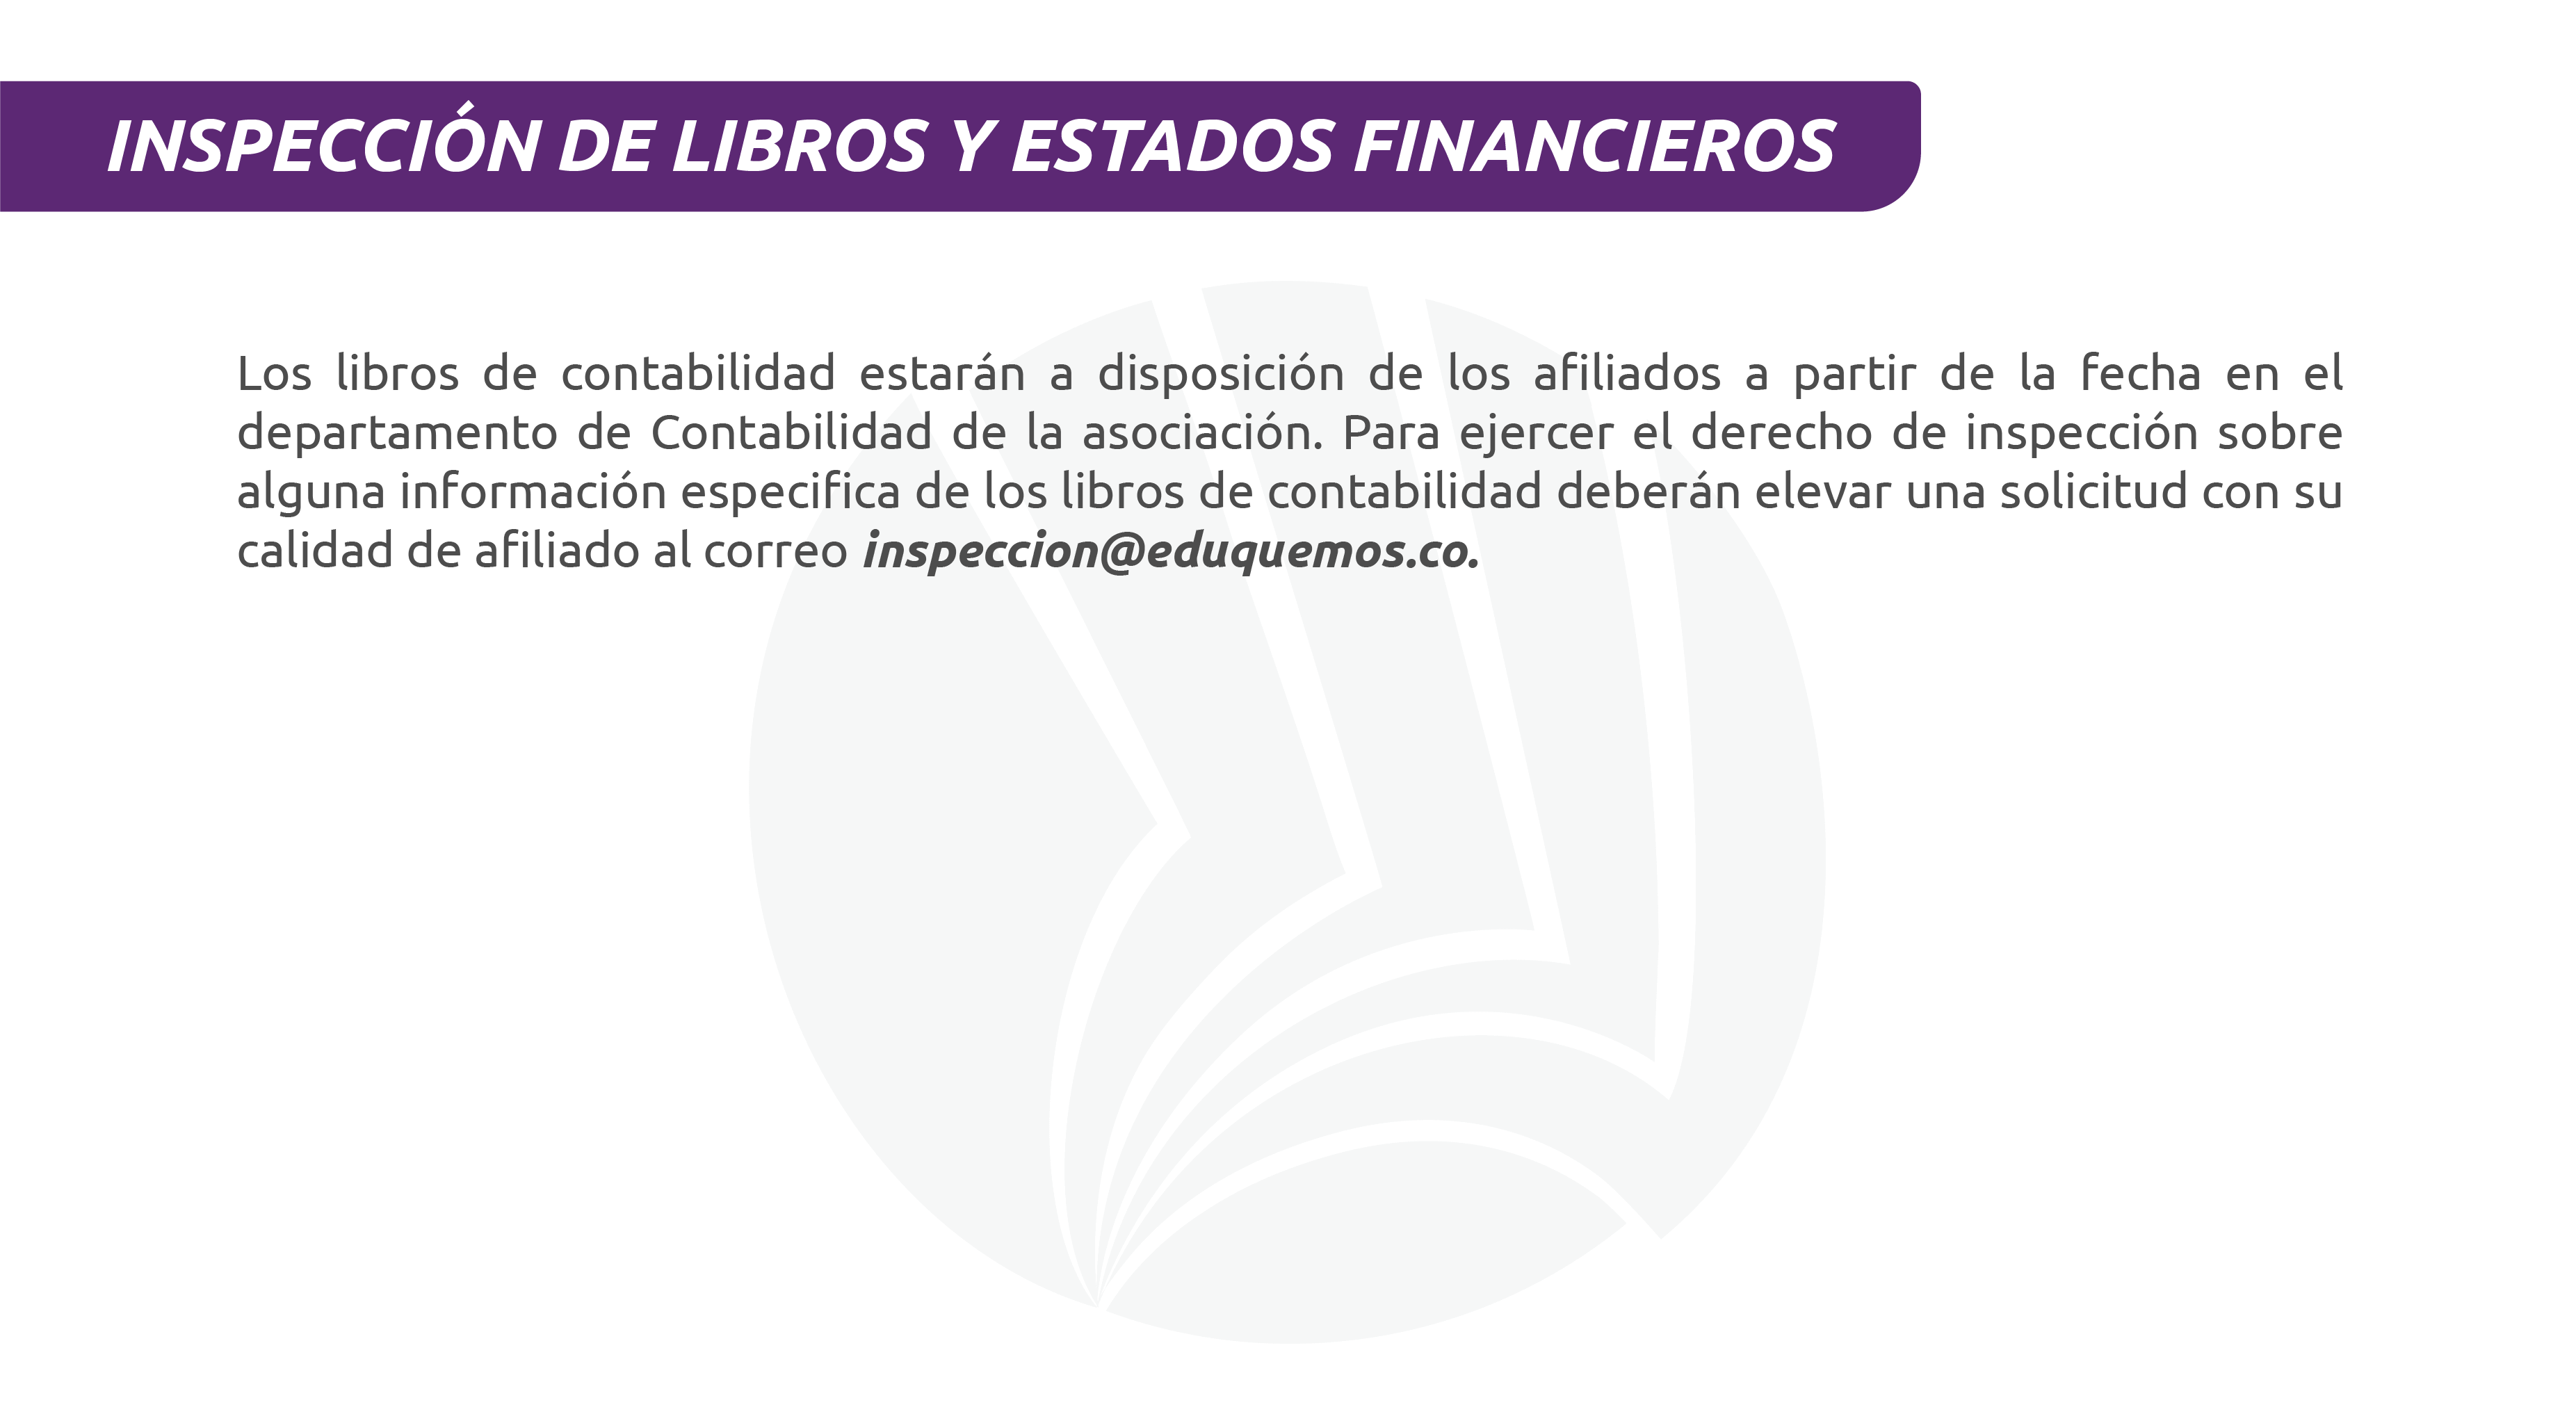 INSPECCIÓN DE LIBROS Y ESTADOS FINANCIEROS
Los libros de contabilidad estarán a disposición de los afiliados a partir de la fecha en el
departamento de Contabilidad de la asociación. Para ejercer el derecho de inspección sobre
alguna información especifica de los libros de contabilidad deberán elevar una solicitud con su
calidad de afiliado al correo inspeccion@eduquemos.co.